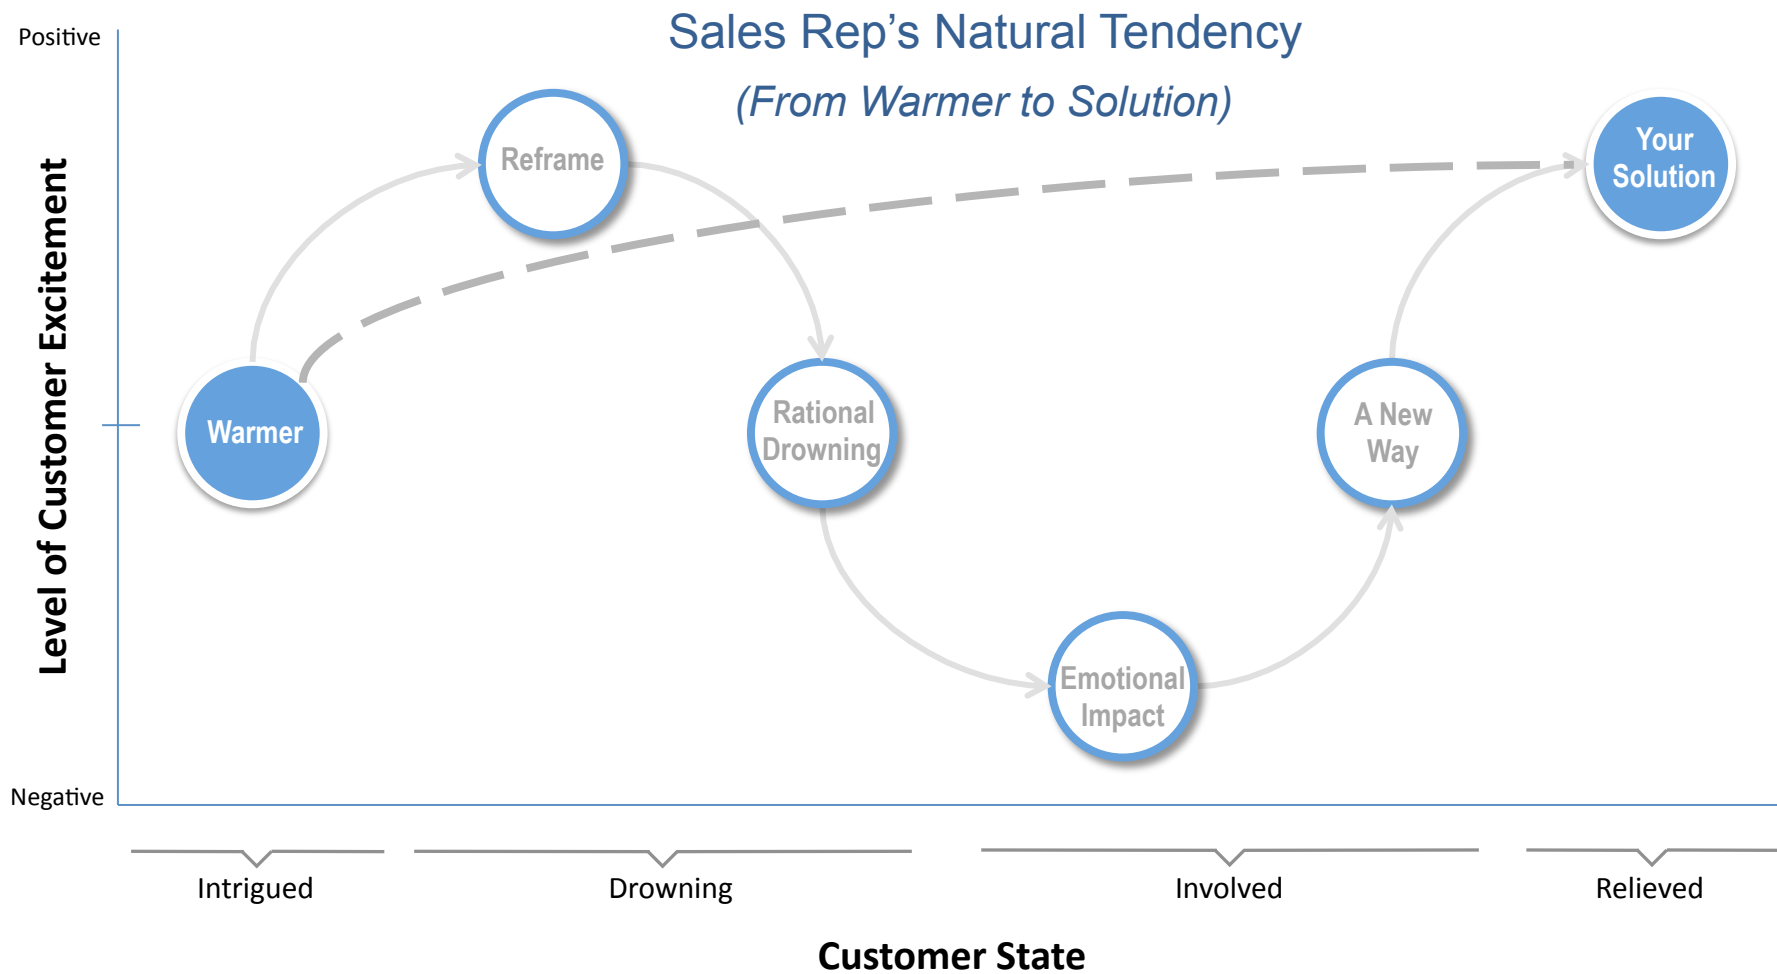 Sales Rep’s Natural Tendency
(From Warmer to Solution)
Positive
Level of Customer Excitement
Negative
Warmer
Reframe
Rational
Drowning
Emotional
Impact
A New
Way
Your
Solution
Intrigued
Drowning
Involved
Relieved
Customer State